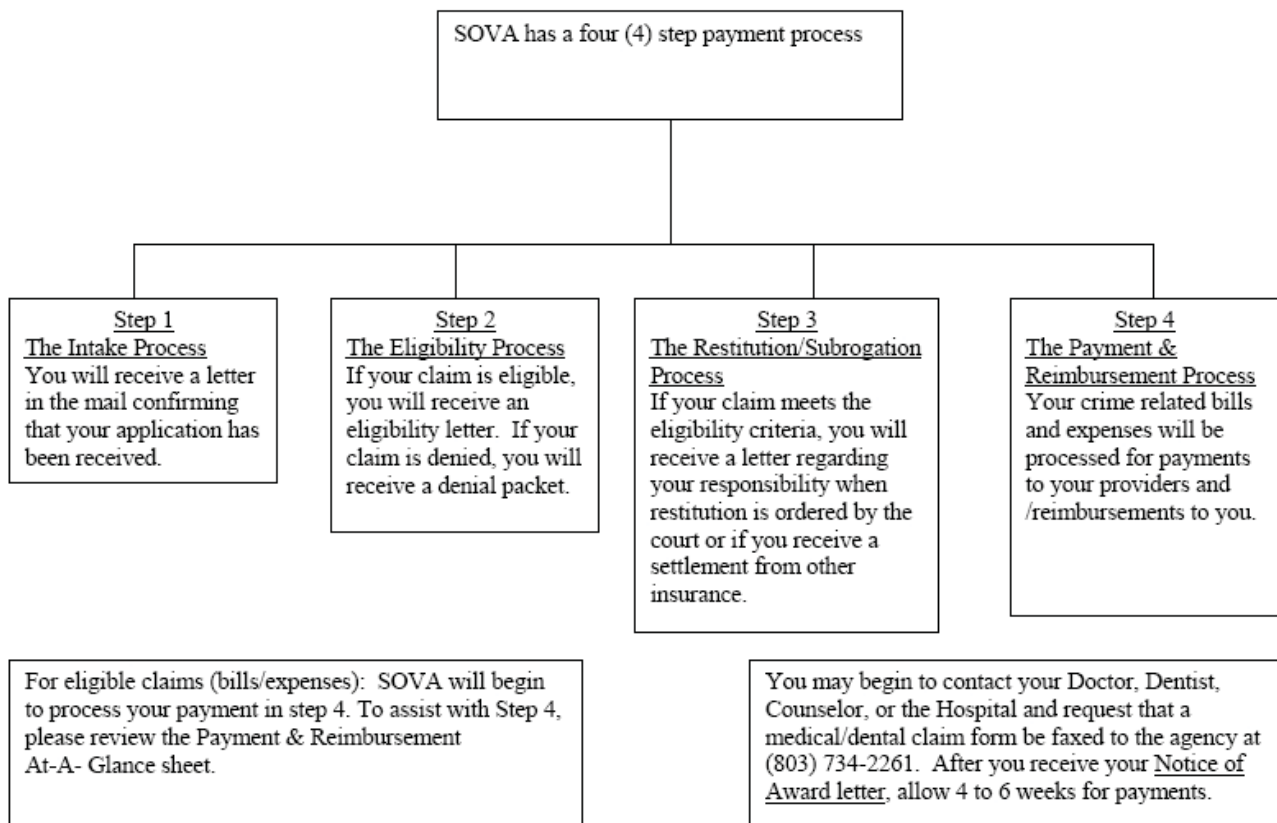 SOVA has a four (4) step payment process
Step 1
The Intake Process
You will receive a letter
in the mail confirming
that your application has
been received.
Step 2
The Eligibility Process
If your claim is eligible,
you will receive an
eligibility letter. If your
claim is denied, you will
receive a denial packet.
Step 3
The Restitution/Subrogation
Process
If your claim meets the
eligibility criteria, you will
receive a letter regarding
your responsibility when
restitution is ordered by the
court or if you receive a
settlement from other
insurance.
Step 4
The Payment &
Reimbursement Process
Your crime related bills
and expenses will be
processed for payments
to your providers and
/reimbursements to you.
For eligible claims (bills/expenses): SOVA will begin
to process your payment in step 4. To assist with Step 4,
please review the Payment & Reimbursement
At-A- Glance sheet.
You may begin to contact your Doctor, Dentist,
Counselor, or the Hospital and request that a
medical/dental claim form be faxed to the agency at
(803) 734-2261. After you receive your Notice of
Award letter, allow 4 to 6 weeks for payments.